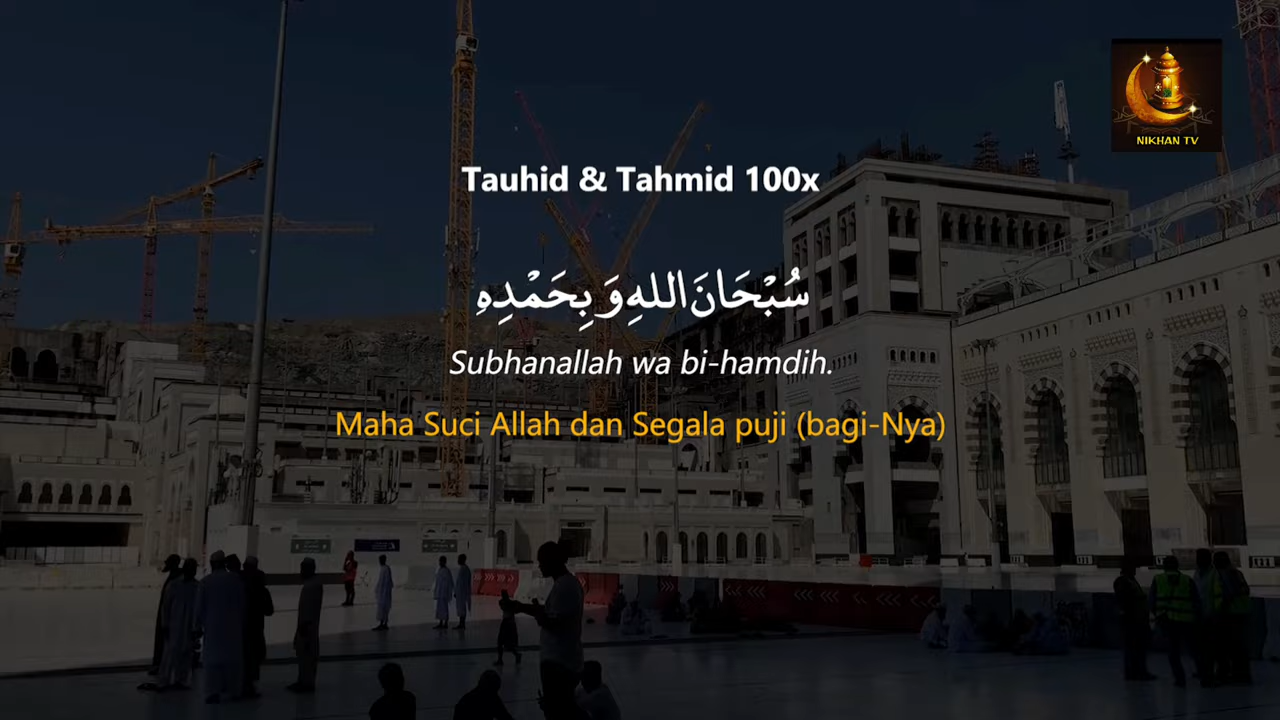 NIKHAN TV
Tauhid & Tahmid 100x
سُبْحَانَ اللهِ وَ بِحَمْدِهِ
Subhanallah wa bi-hamdih.
Maha Suci Allah dan Segala puji (bagi-Nya)